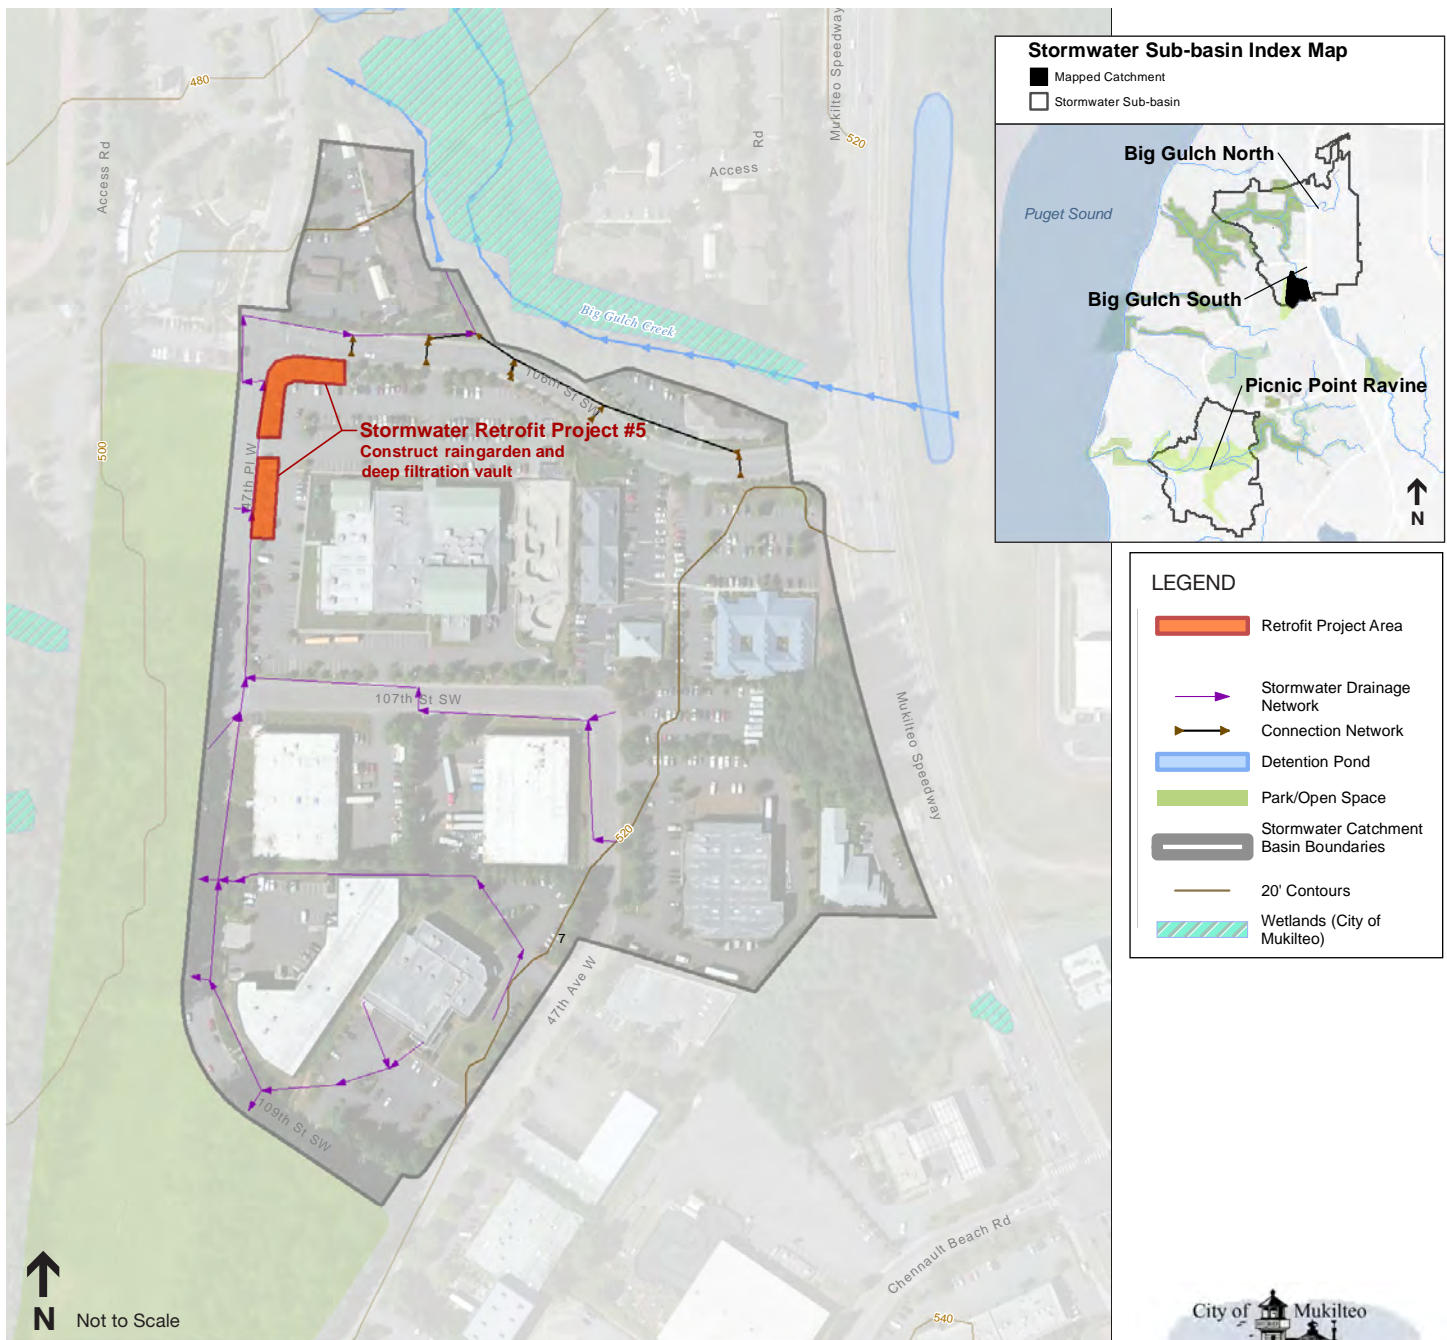 480
Access Rd
Mukilteo Speedway
520
Access Rd
Big Gulch Creek
106th St SW
500
47th Pl W
Stormwater Retrofit Project #5
Construct raingarden and
deep filtration vault
107th St SW
Mukilteo Speedway
520
7
47th Ave W
109th St SW
Chennault Beach Rd
540
N
Not to Scale
Stormwater Sub-basin Index Map
Mapped Catchment
Stormwater Sub-basin
Big Gulch North
Puget Sound
Big Gulch South
Picnic Point Ravine
N
LEGEND
Retrofit Project Area
Stormwater Drainage
Network
Connection Network
Detention Pond
Park/Open Space
Stormwater Catchment
Basin Boundaries
20' Contours
Wetlands (City of
Mukilteo)
City of Mukilteo